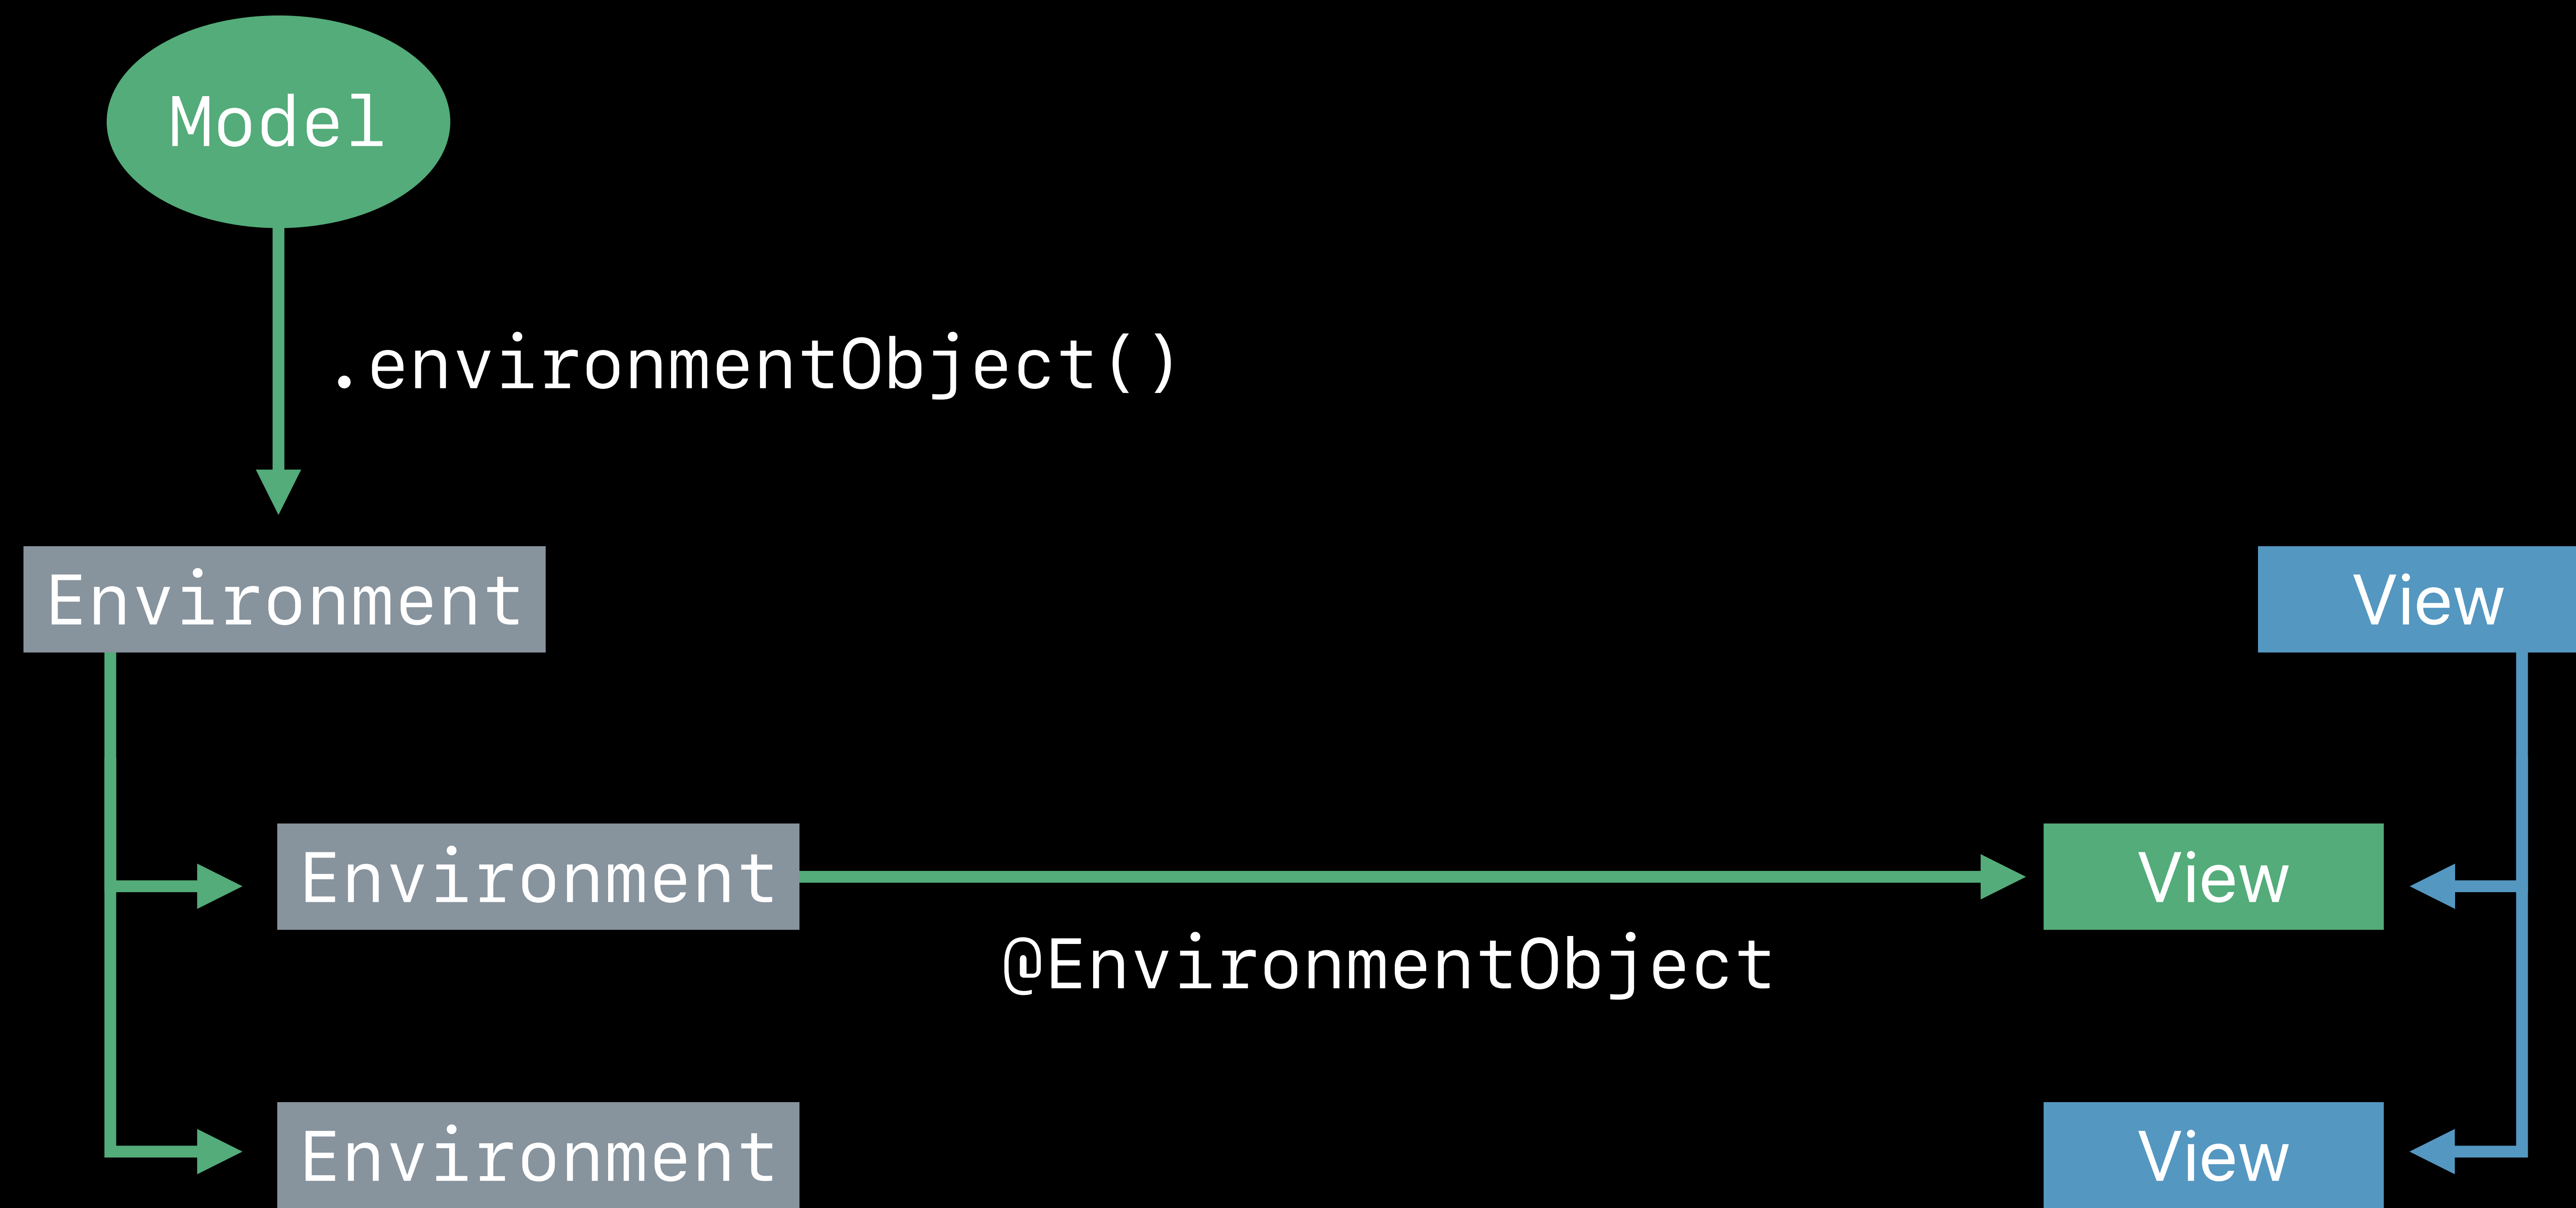 Model
.environmentObject()
Environment
View
Environment
View
@EnvironmentObject
Environment
View